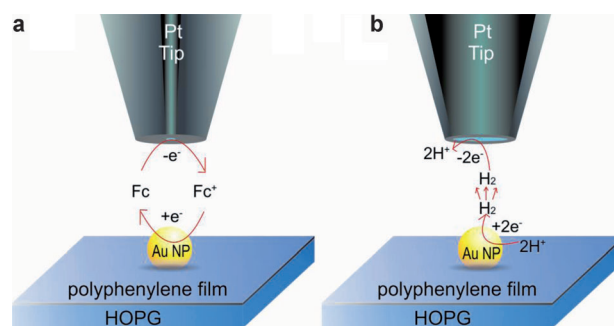 a
Pt
Tip
-e⁻
Fc
Fc⁺
+e⁻
Au NP
polyphenylene film
HOPG
b
Pt
Tip
2H⁺
-2e⁻
H₂
H₂
+2e⁻
Au NP
2H⁺
polyphenylene film
HOPG